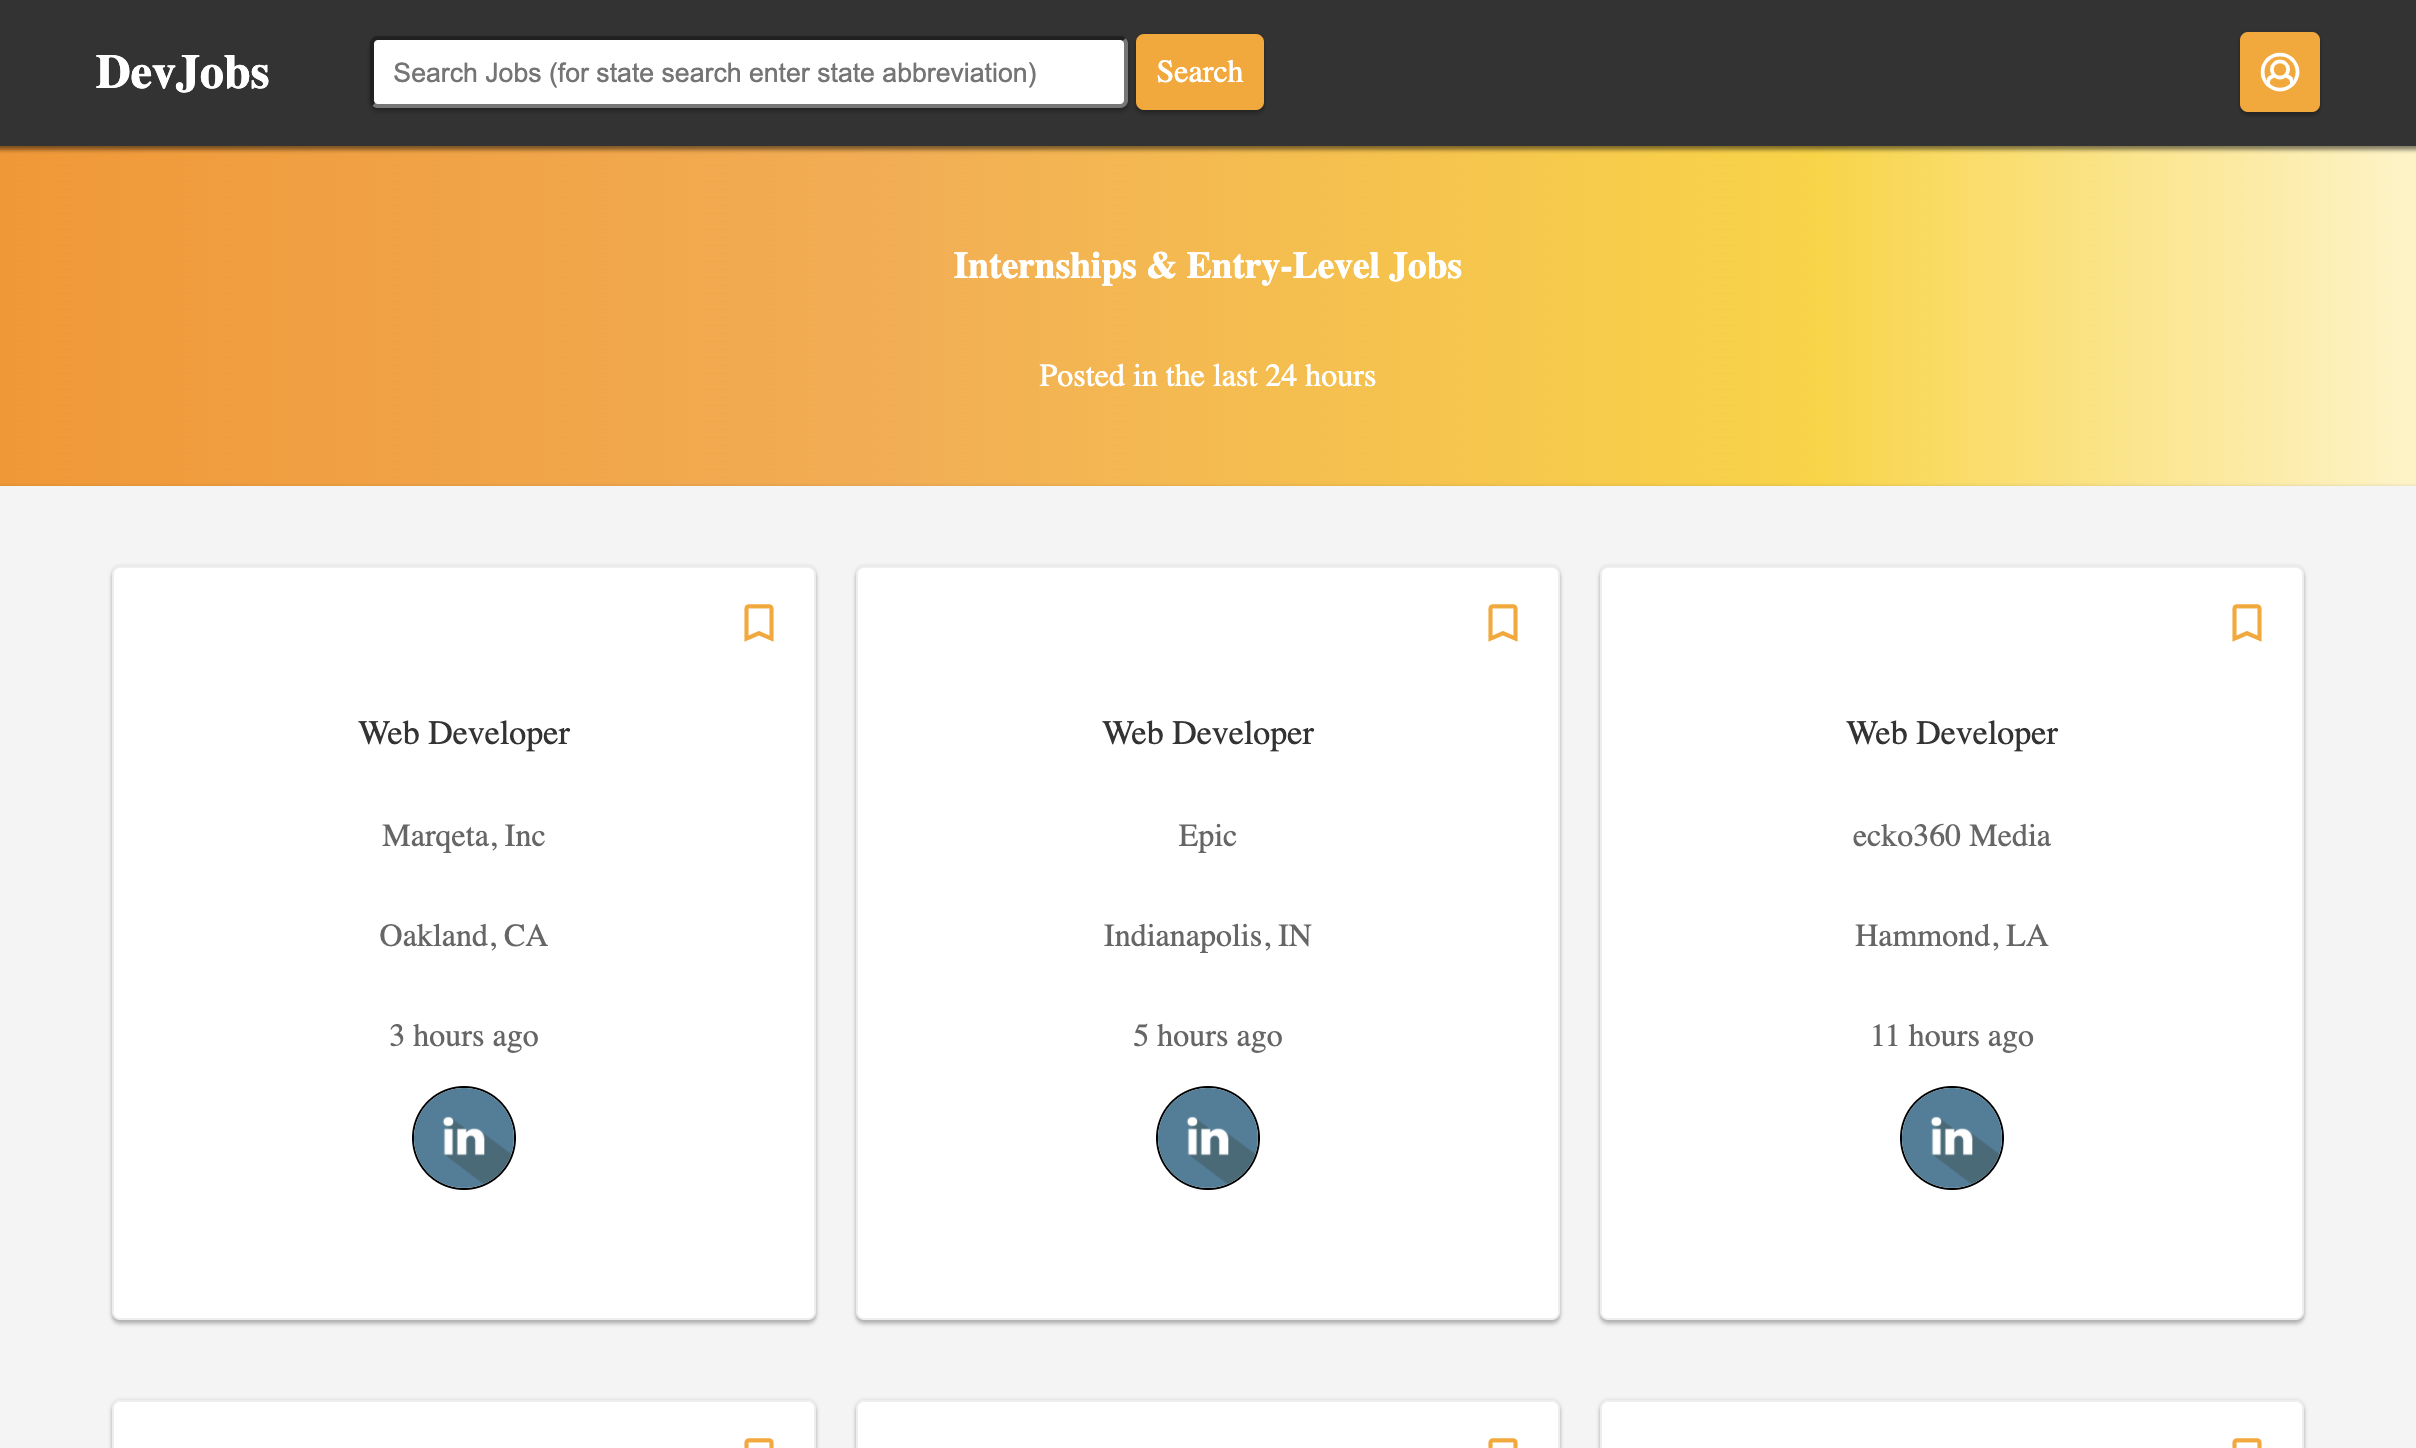 DevJobs
Search Jobs (for state search enter state abbreviation)
Search
Internships & Entry-Level Jobs
Posted in the last 24 hours
Web Developer
Marqeta, Inc
Oakland, CA
3 hours ago
in
Web Developer
Epic
Indianapolis, IN
5 hours ago
in
Web Developer
ecko360 Media
Hammond, LA
11 hours ago
in